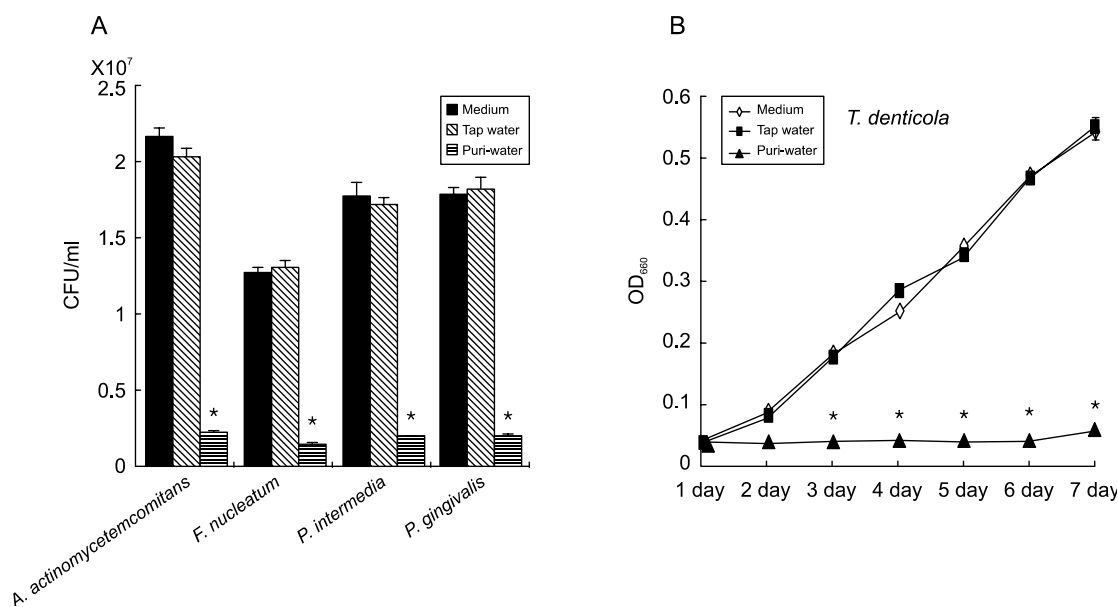 A
X10⁷
2.5
2
1.5
1
0.5
0
CFU/ml
Medium
Tap water
Puri-water
*
*
*
*
A. actinomycetemcomitans
F. nucleatum
P. intermedia
P. gingivalis
B
0.6
0.5
0.4
0.3
0.2
0.1
0
OD₆₆₀
Medium
Tap water
Puri-water
T. denticola
* * * * *
1 day 2 day 3 day 4 day 5 day 6 day 7 day